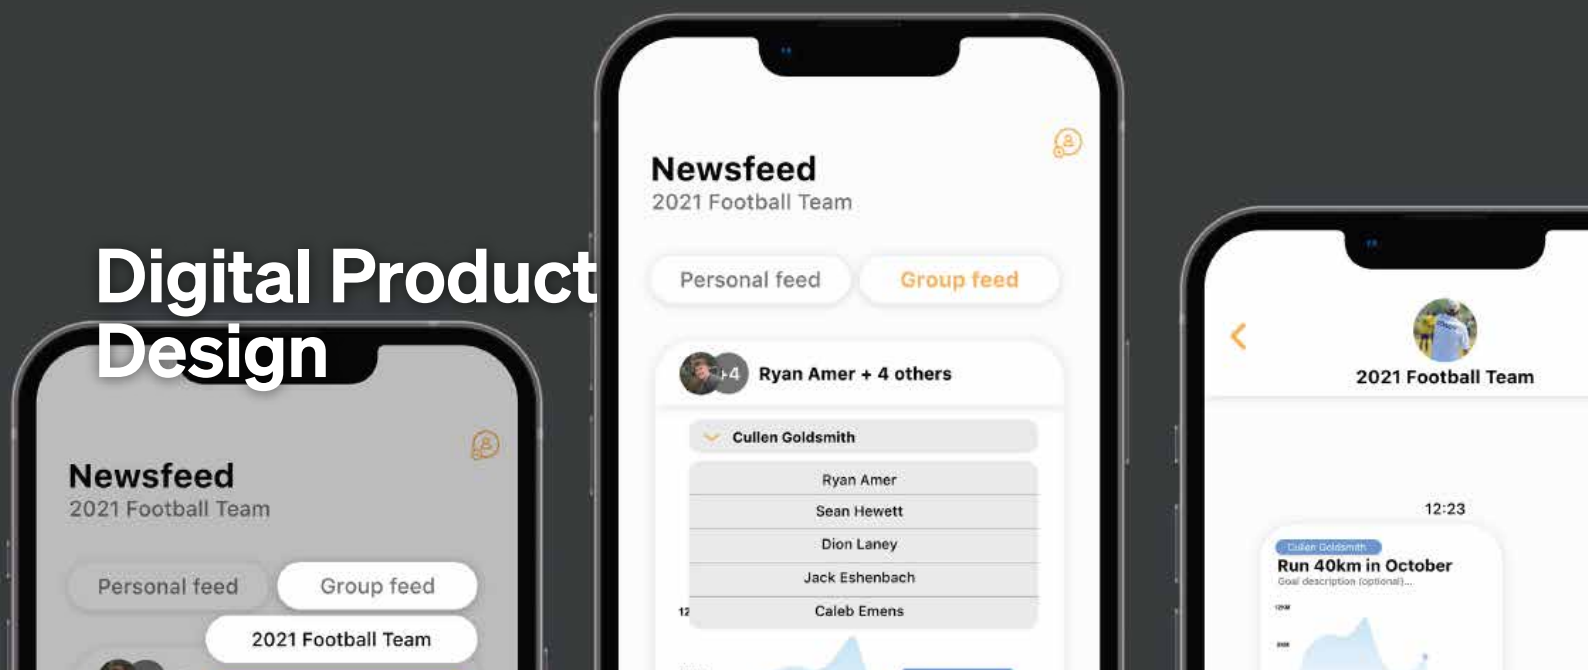 Digital Product
Design
Newsfeed
2021 Football Team
Personal feed
Group feed
2021 Football Team
Newsfeed
2021 Football Team
Personal feed
Group feed
+4
Ryan Amer + 4 others
Cullen Goldsmith
Ryan Amer
Sean Hewett
Dion Laney
Jack Eshenbach
Caleb Emens
12
2021 Football Team
12:23
Cullen Goldsmith
Run 40km in October
Goal description (optional)...